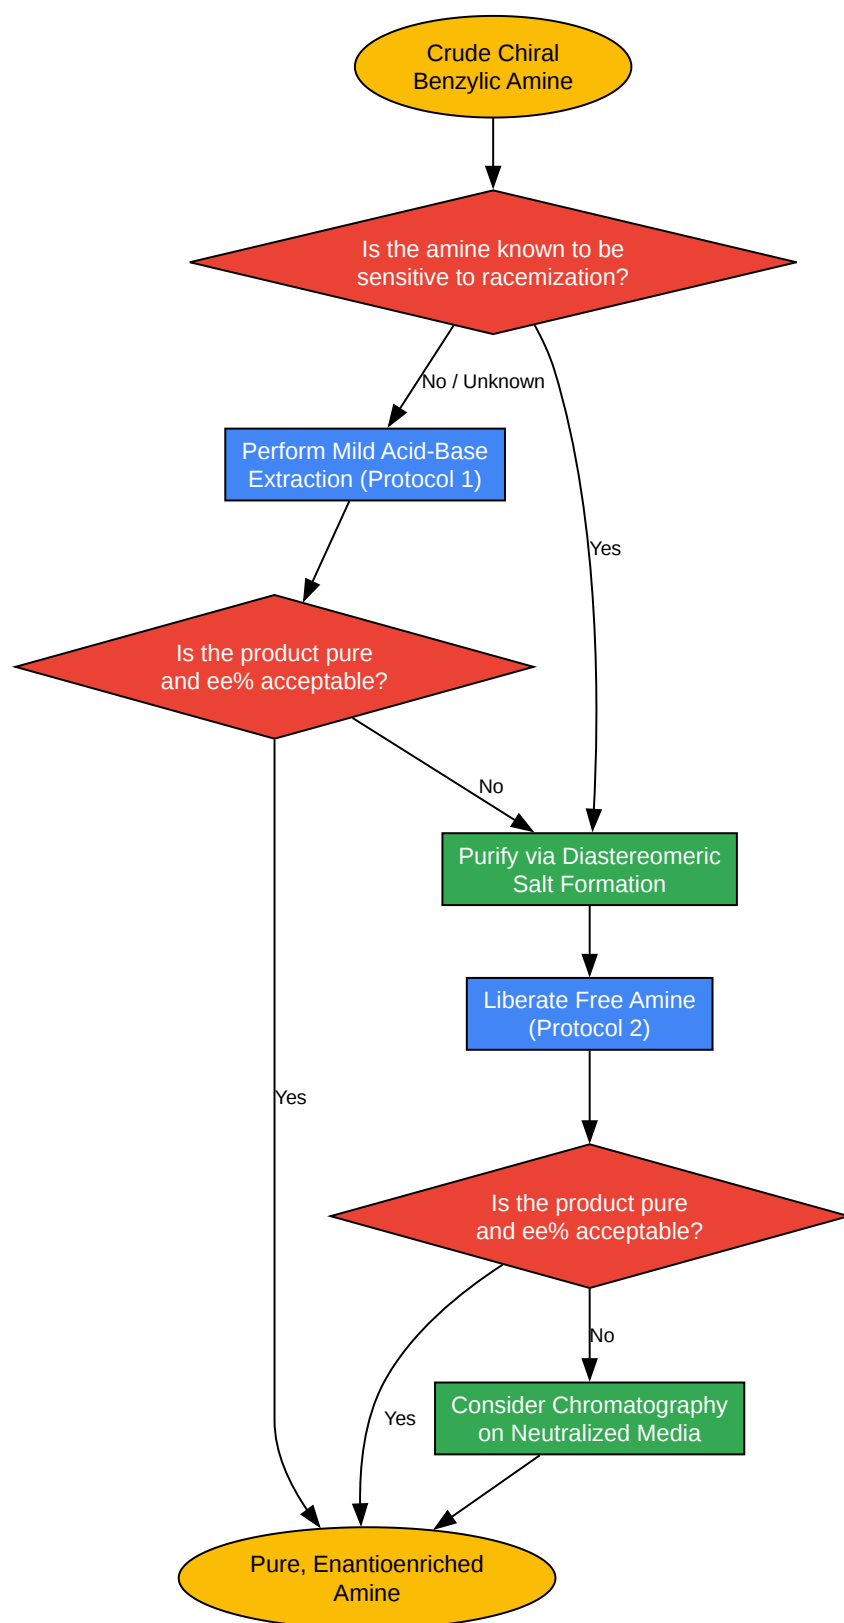 Crude Chiral
Benzylic Amine
Is the amine known to be
sensitive to racemization?
No / Unknown
Perform Mild Acid-Base
Extraction (Protocol 1)
Yes
Is the product pure
and ee% acceptable?
No
Purify via Diastereomeric
Salt Formation
Liberate Free Amine
(Protocol 2)
Yes
Is the product pure
and ee% acceptable?
No
Yes
Consider Chromatography
on Neutralized Media
Pure, Enantioenriched
Amine